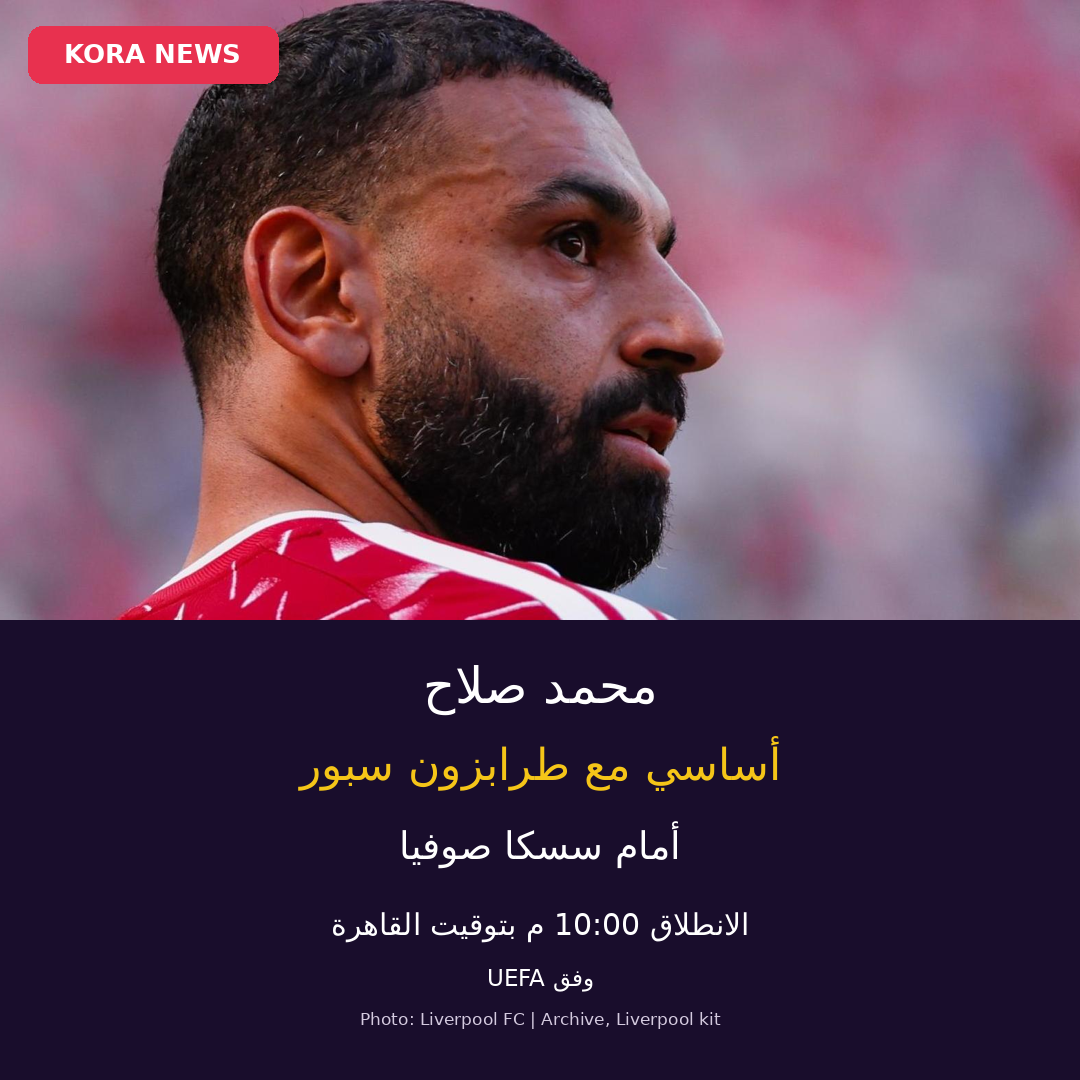 KORA NEWS
محمد صلاح
أساسي مع طرابزون سبور
أمام سسكا صوفيا
الانطلاق 10:00 م بتوقيت القاهرة
وفق UEFA
Photo: Liverpool FC | Archive, Liverpool kit